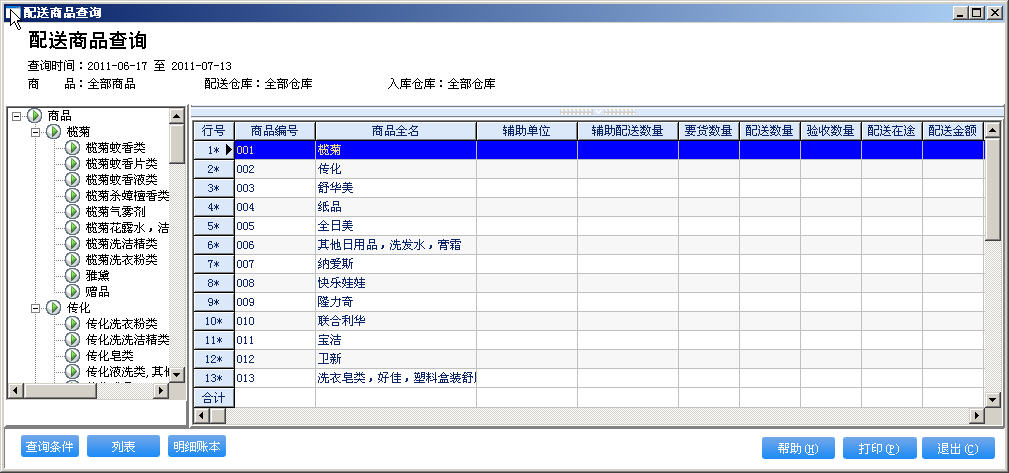 配送商品查询
配送商品查询
查询时间：2011-06-17 至 2011-07-13
商 品：全部商品 配送仓库：全部仓库 入库仓库：全部仓库
商品
榄菊
榄菊蚊香类
榄菊蚊香片类
榄菊蚊香液类
榄菊杀蟑檀香类
榄菊气雾剂
榄菊花露水，洁
榄菊洗洁精类
榄菊洗衣粉类
雅黛
赠品
传化
传化洗衣粉类
传化洗洗洁精类
传化皂类
传化液洗类,其他
行号 商品编号 商品全名 辅助单位 辅助配送数量 要货数量 配送数量 验收数量 配送在途 配送金额
1* 001 榄菊
2* 002 传化
3* 003 舒华美
4* 004 纸品
5* 005 全日美
6* 006 其他日用品，洗发水，膏霜
7* 007 纳爱斯
8* 008 快乐娃娃
9* 009 隆力奇
10* 010 联合利华
11* 011 宝洁
12* 012 卫新
13* 013 洗衣皂类，好佳，塑料盒装舒
合计
查询条件 列表 明细账本 帮助(H) 打印(P) 退出(C)